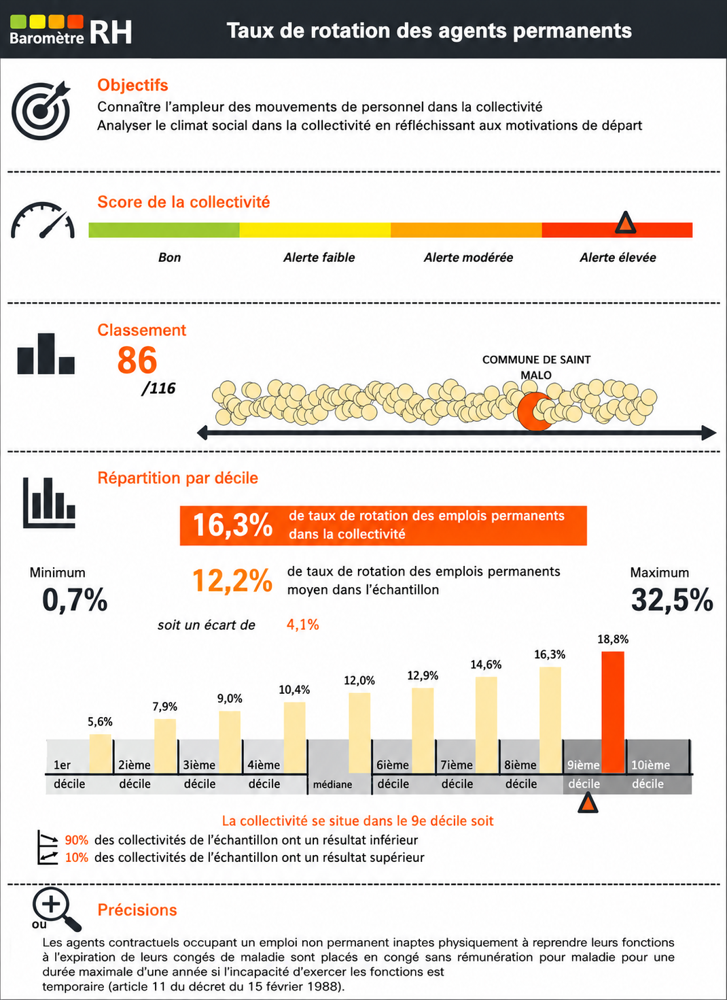 Baromètre RH
Taux de rotation des agents permanents
Objectifs
Connaître l'ampleur des mouvements de personnel dans la collectivité
Analyser le climat social dans la collectivité en réfléchissant aux motivations de départ
Score de la collectivité
Bon
Alerte faible
Alerte modérée
Alerte élevée
Classement
86
/116
COMMUNE DE SAINT
MALO
Répartition par décile
16,3%
de taux de rotation des emplois permanents
dans la collectivité
Minimum
0,7%
12,2%
de taux de rotation des emplois permanents
moyen dans l'échantillon
Maximum
32,5%
soit un écart de 4,1%
5,6%
7,9%
9,0%
10,4%
12,0%
12,9%
14,6%
16,3%
18,8%
1er
décile
2ième
décile
3ième
décile
4ième
décile
médiane
6ième
décile
7ième
décile
8ième
décile
9ième
décile
10ième
décile
La collectivité se situe dans le 9e décile soit
90% des collectivités de l'échantillon ont un résultat inférieur
10% des collectivités de l'échantillon ont un résultat supérieur
ou
Précisions
Les agents contractuels occupant un emploi non permanent inaptes physiquement à reprendre leurs fonctions
à l'expiration de leurs congés de maladie sont placés en congé sans rémunération pour maladie pour une
durée maximale d'une année si l'incapacité d'exercer les fonctions est
temporaire (article 11 du décret du 15 février 1988).